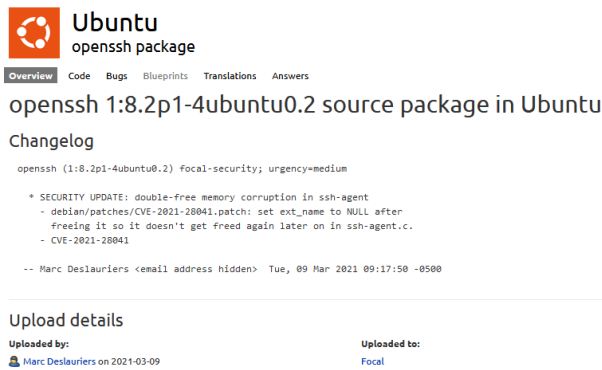 Ubuntu
openssh package
Overview Code Bugs Blueprints Translations Answers
openssh 1:8.2p1-4ubuntu0.2 source package in Ubuntu
Changelog
openssh (1:8.2p1-4ubuntu0.2) focal-security; urgency=medium
* SECURITY UPDATE: double-free memory corruption in ssh-agent
- debian/patches/CVE-2021-28041.patch: set ext_name to NULL after
freeing it so it doesn't get freed again later on in ssh-agent.c.
- CVE-2021-28041
-- Marc Deslauriers <email address hidden> Tue, 09 Mar 2021 09:17:50 -0500
Upload details
Uploaded by: Uploaded to:
Marc Deslauriers on 2021-03-09 Focal